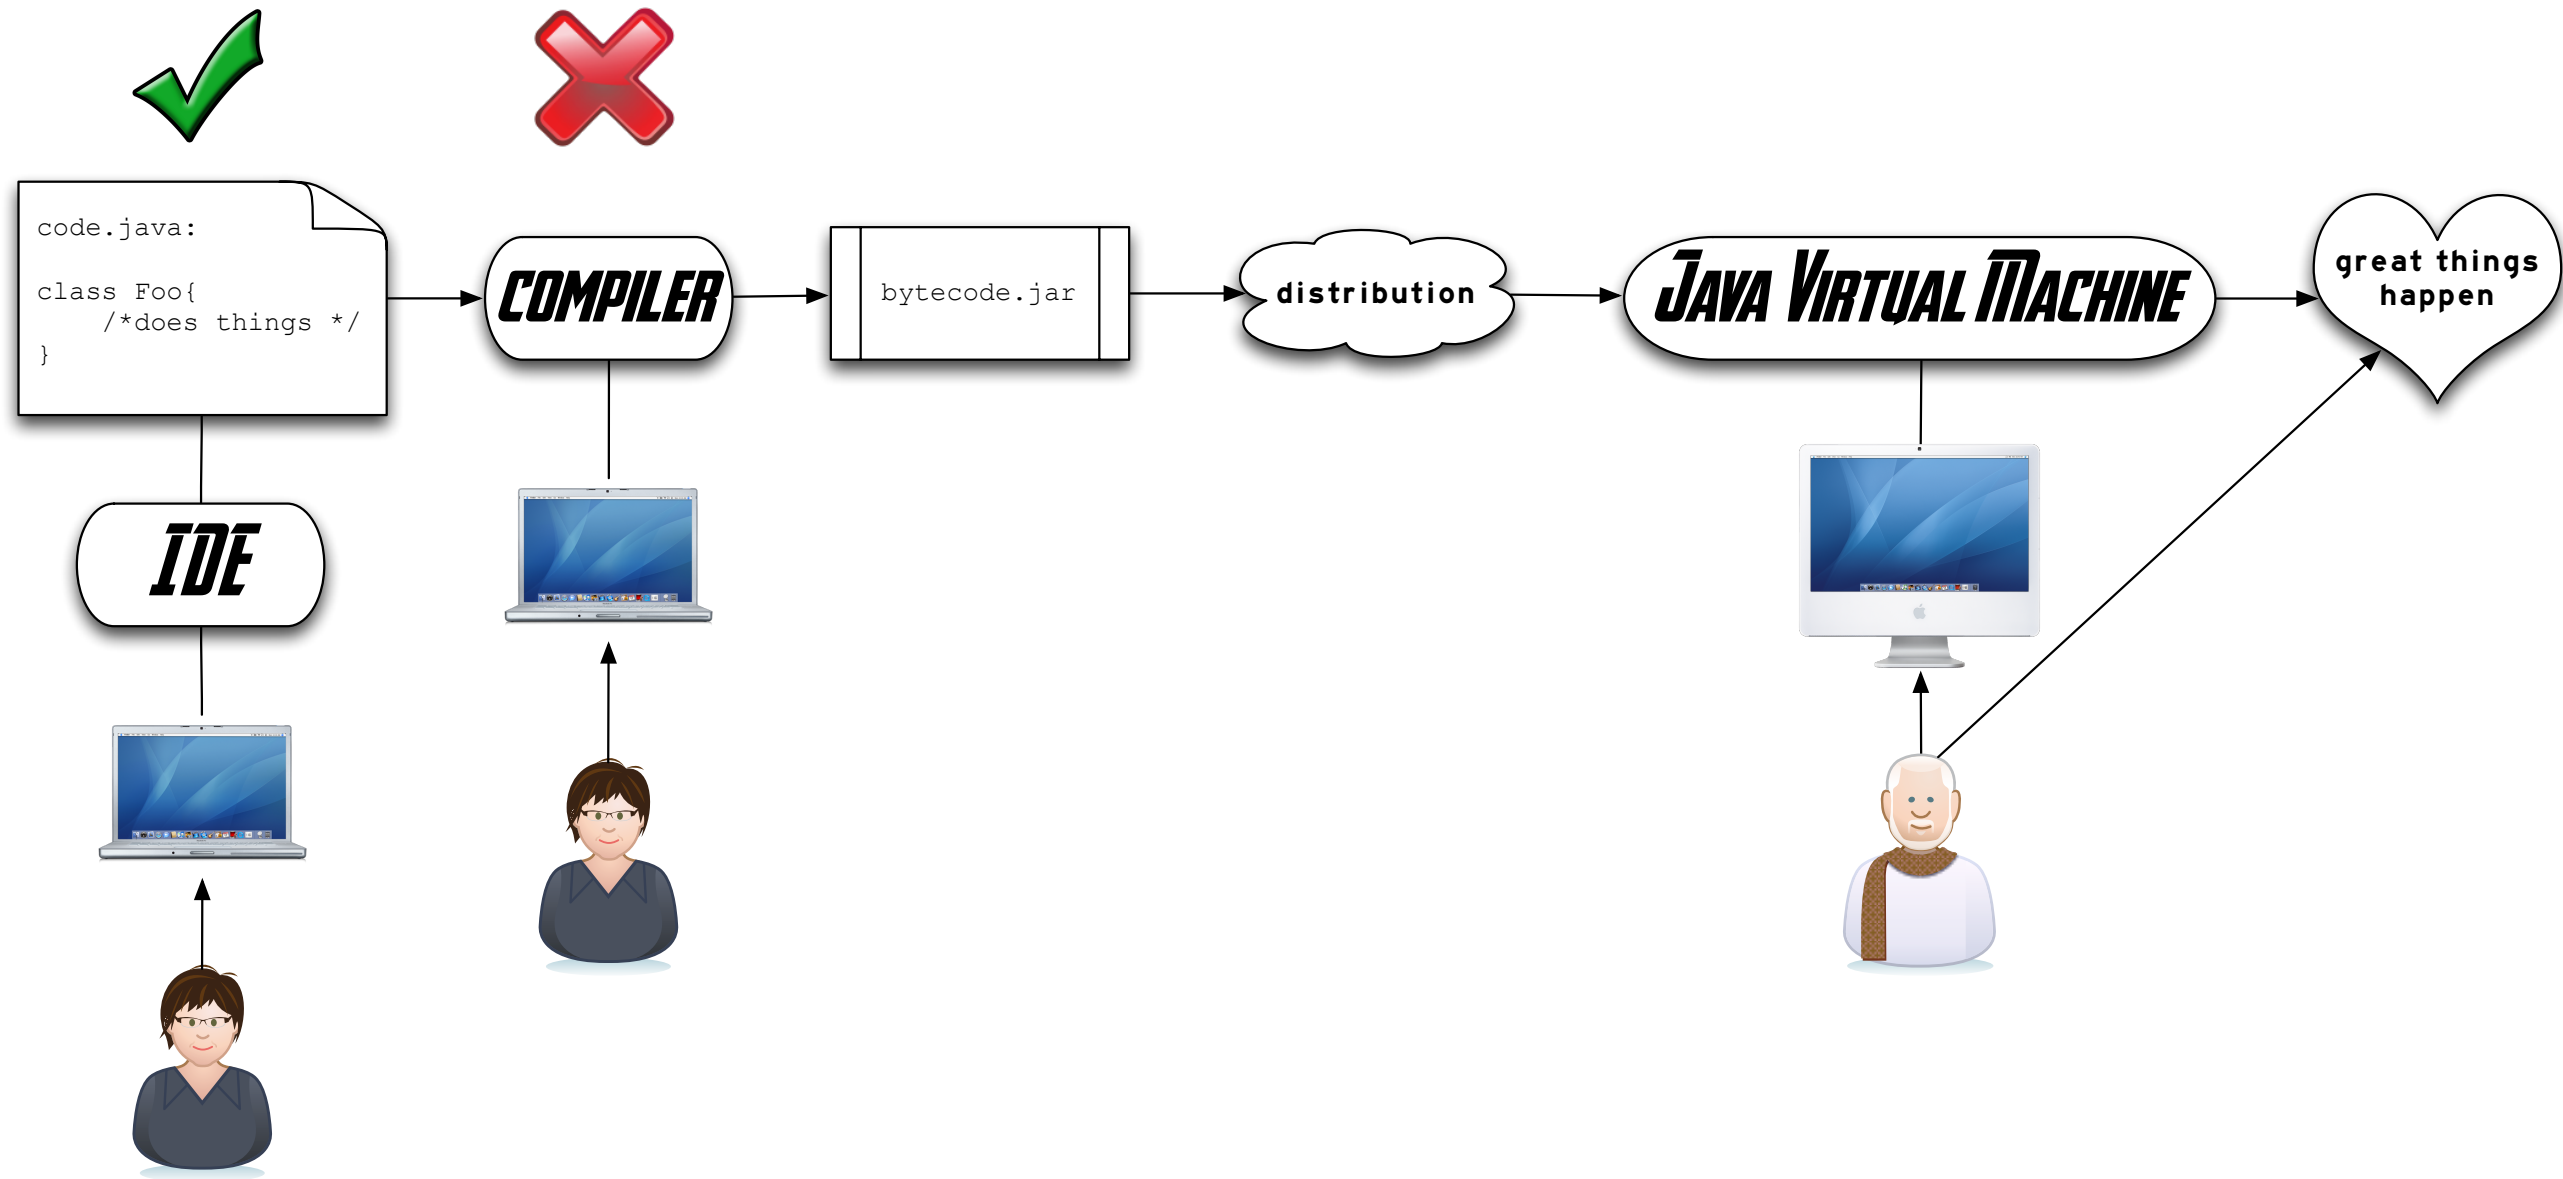 code.java:
class Foo{
/*does things */
}
COMPILER
bytecode.jar
distribution
JAVA VIRTUAL MACHINE
great things
happen
IDE